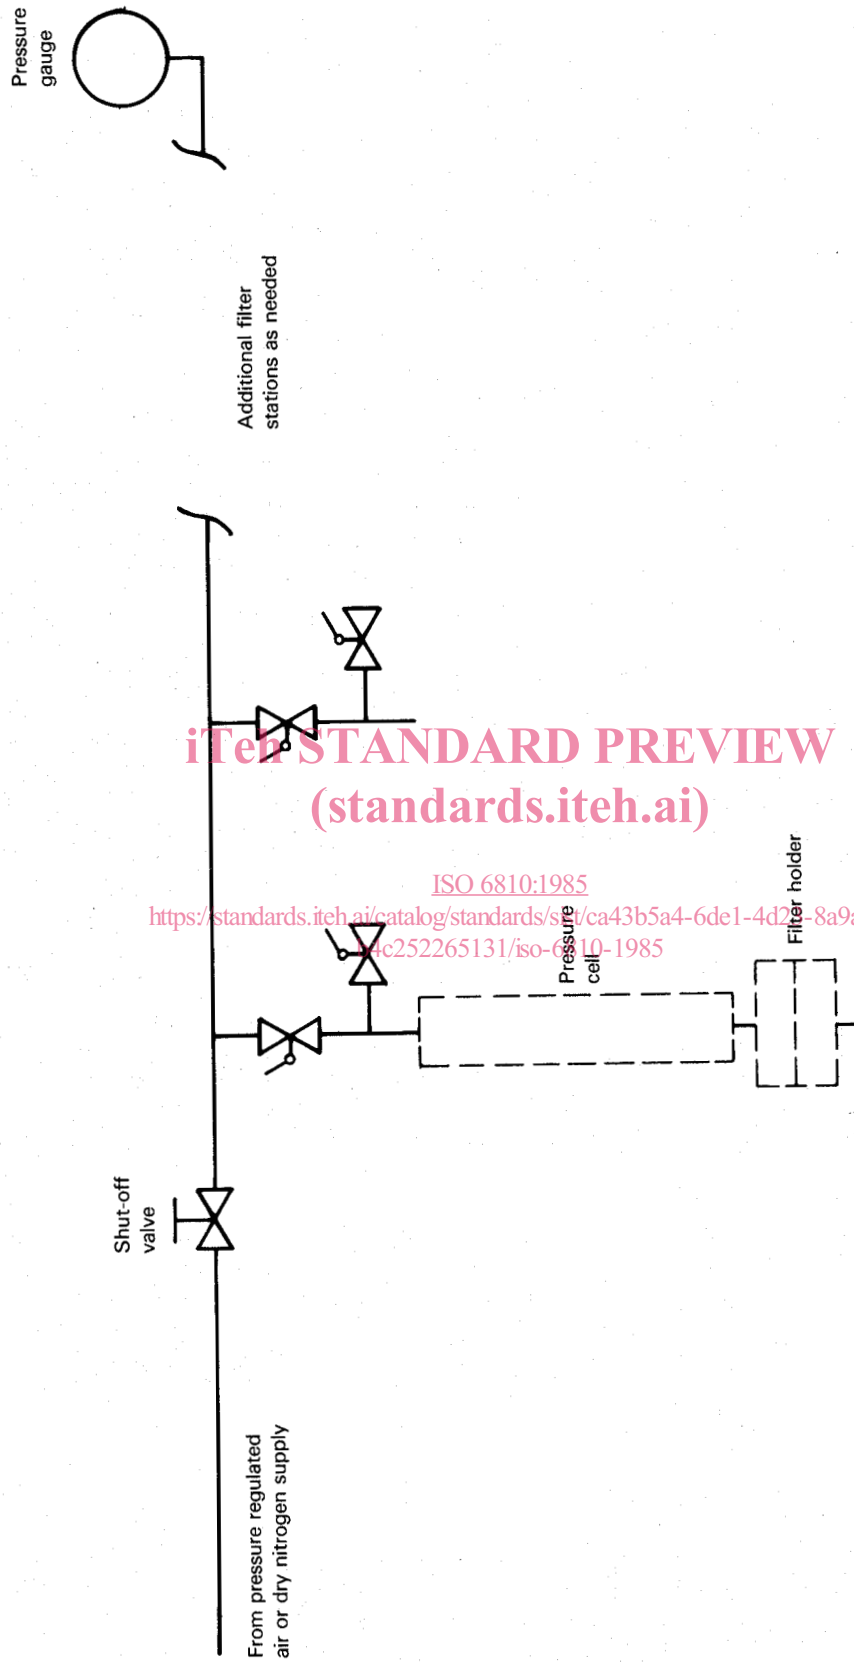 Pressure
gauge
Additional filter
stations as needed
iTeh STANDARD PREVIEW
(standards.iteh.ai)
ISO 6810:1985
Filter holder
Pressure
cell
Shut-off
valve
From pressure regulated
air or dry nitrogen supply